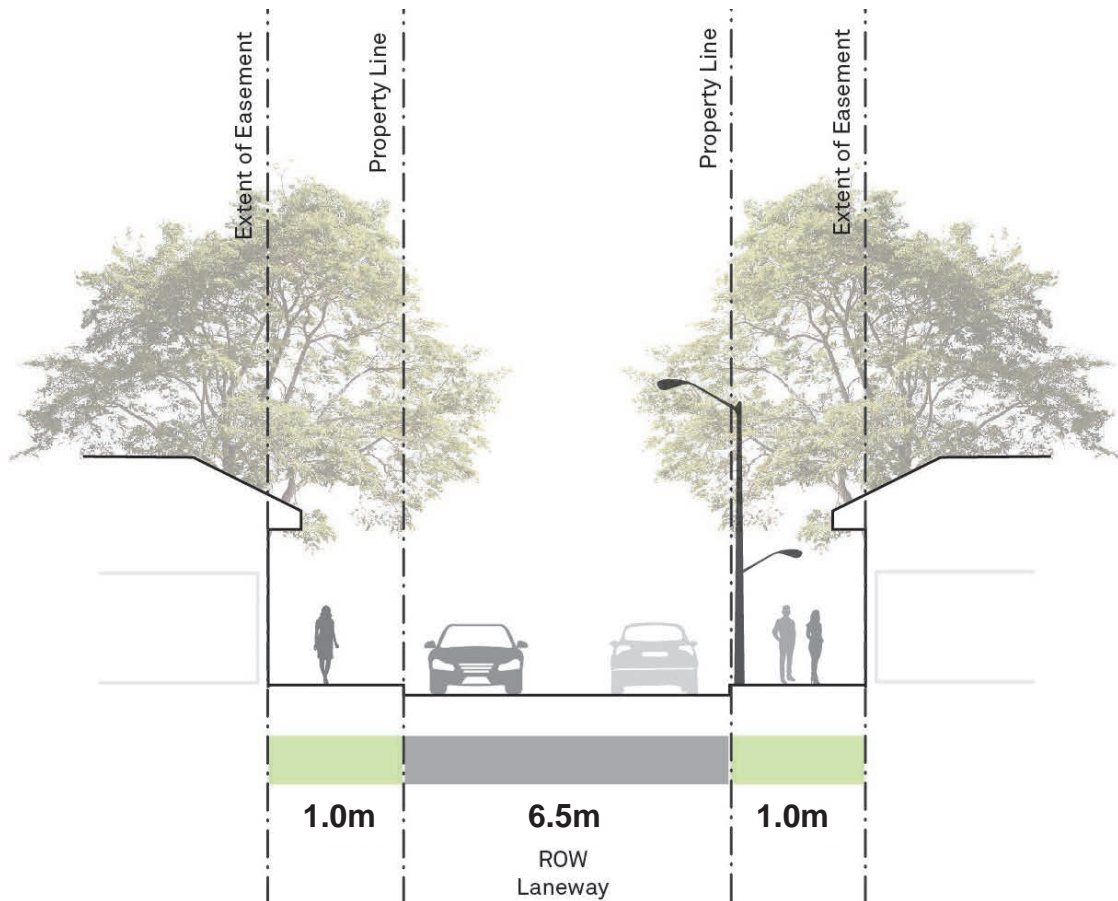 Extent of Easement
Property Line
Property Line
Extent of Easement
1.0m
6.5m
1.0m
ROW
Laneway